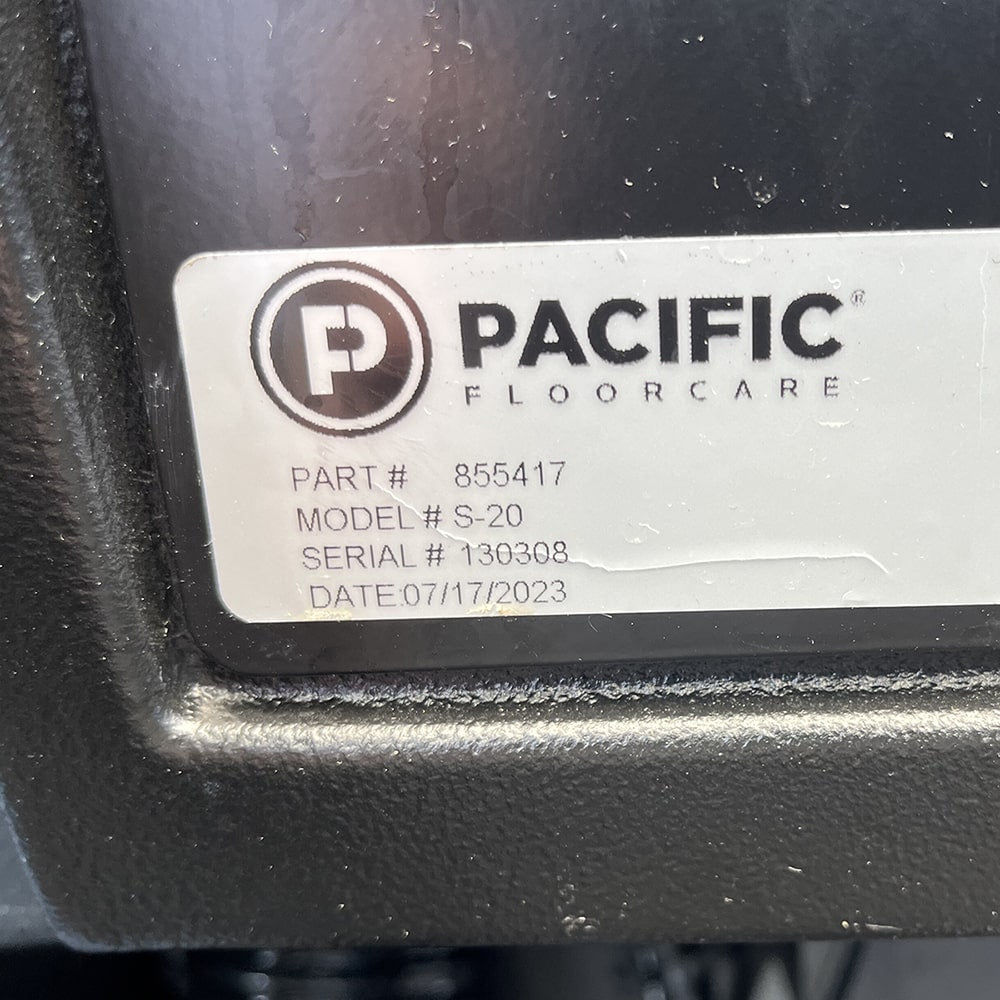 P
PACIFIC®
FLOORCARE
PART # 855417
MODEL # S-20
SERIAL # 130308
DATE:07/17/2023